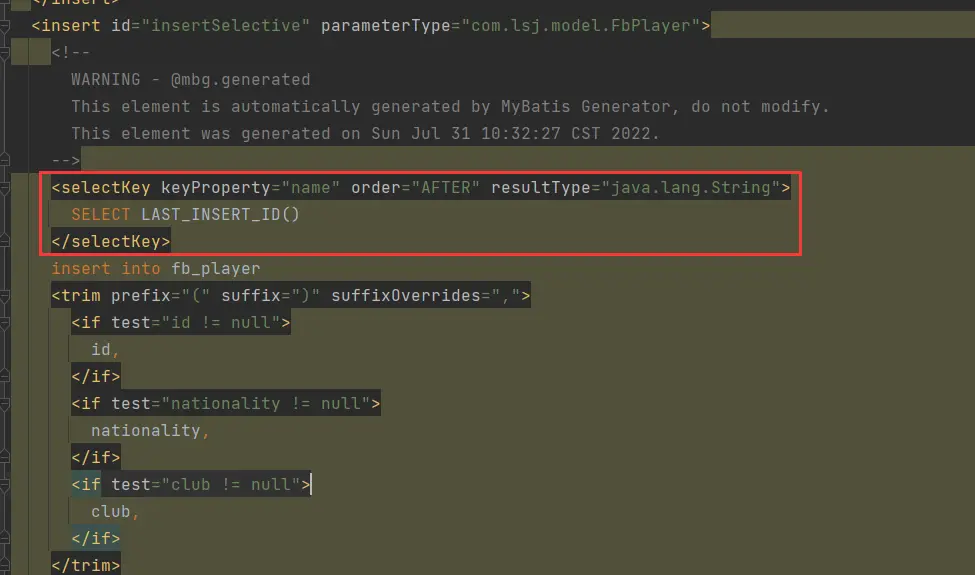 </insert>
<insert id="insertSelective" parameterType="com.lsj.model.FbPlayer">
<!--
WARNING - @mbg.generated
This element is automatically generated by MyBatis Generator, do not modify.
This element was generated on Sun Jul 31 10:32:27 CST 2022.
-->
<selectKey keyProperty="name" order="AFTER" resultType="java.lang.String">
SELECT LAST_INSERT_ID()
</selectKey>
insert into fb_player
<trim prefix="(" suffix=")" suffixOverrides=",">
<if test="id != null">
id,
</if>
<if test="nationality != null">
nationality,
</if>
<if test="club != null">
club,
</if>
</trim>